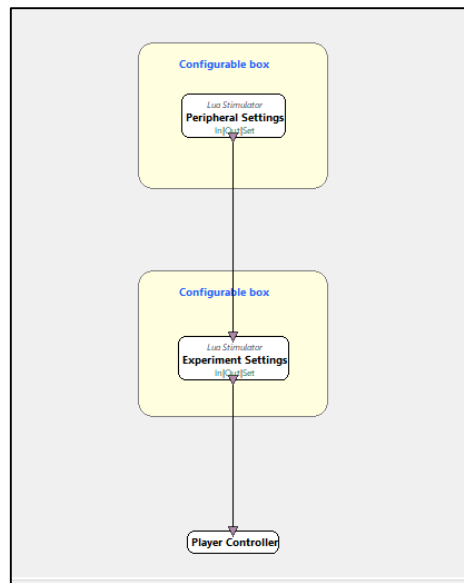 Configurable box
Lua Stimulator
Peripheral Settings
In|Out|Set
Configurable box
Lua Stimulator
Experiment Settings
In|Out|Set
Player Controller